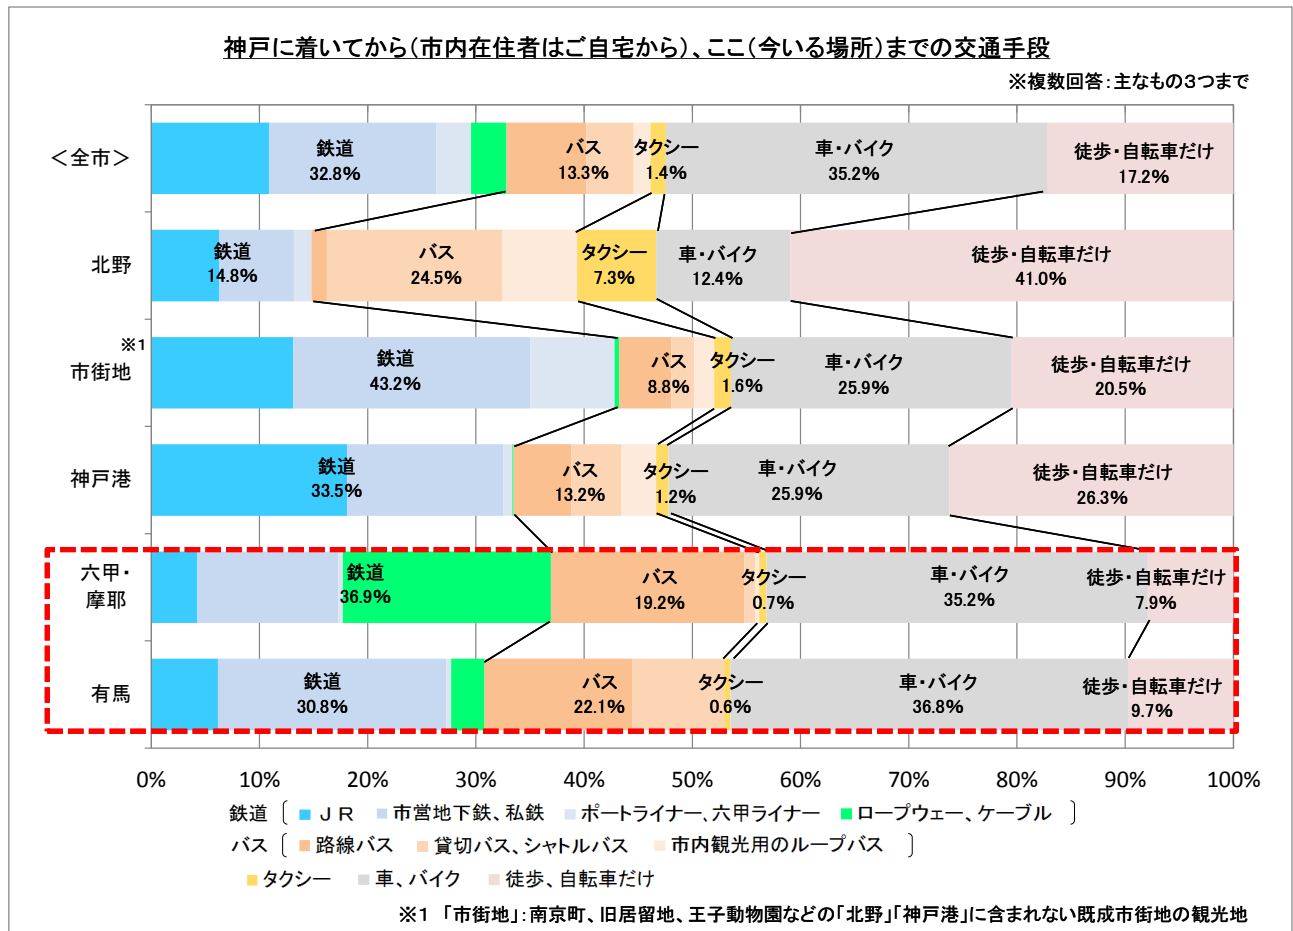 神戸に着いてから(市内在住者はご自宅から)、ここ(今いる場所)までの交通手段
※複数回答:主なもの3つまで
<全市>
鉄道 バス タクシー 車・バイク 徒歩・自転車だけ
32.8% 13.3% 1.4% 35.2% 17.2%
北野
鉄道 バス タクシー 車・バイク 徒歩・自転車だけ
14.8% 24.5% 7.3% 12.4% 41.0%
※1
市街地
鉄道 バス タクシー 車・バイク 徒歩・自転車だけ
43.2% 8.8% 1.6% 25.9% 20.5%
神戸港
鉄道 バス タクシー 車・バイク 徒歩・自転車だけ
33.5% 13.2% 1.2% 25.9% 26.3%
六甲・
摩耶
鉄道 バス タクシー 車・バイク 徒歩・自転車だけ
36.9% 19.2% 0.7% 35.2% 7.9%
有馬
鉄道 バス タクシー 車・バイク 徒歩・自転車だけ
30.8% 22.1% 0.6% 36.8% 9.7%
0% 10% 20% 30% 40% 50% 60% 70% 80% 90% 100%
鉄道 〔 JR 市営地下鉄、私鉄 ポートライナー、六甲ライナー ロープウェー、ケーブル 〕
バス 〔 路線バス 貸切バス、シャトルバス 市内観光用のループバス 〕
タクシー 車、バイク 徒歩、自転車だけ
※1 「市街地」:南京町、旧居留地、王子動物園などの「北野」「神戸港」に含まれない既成市街地の観光地